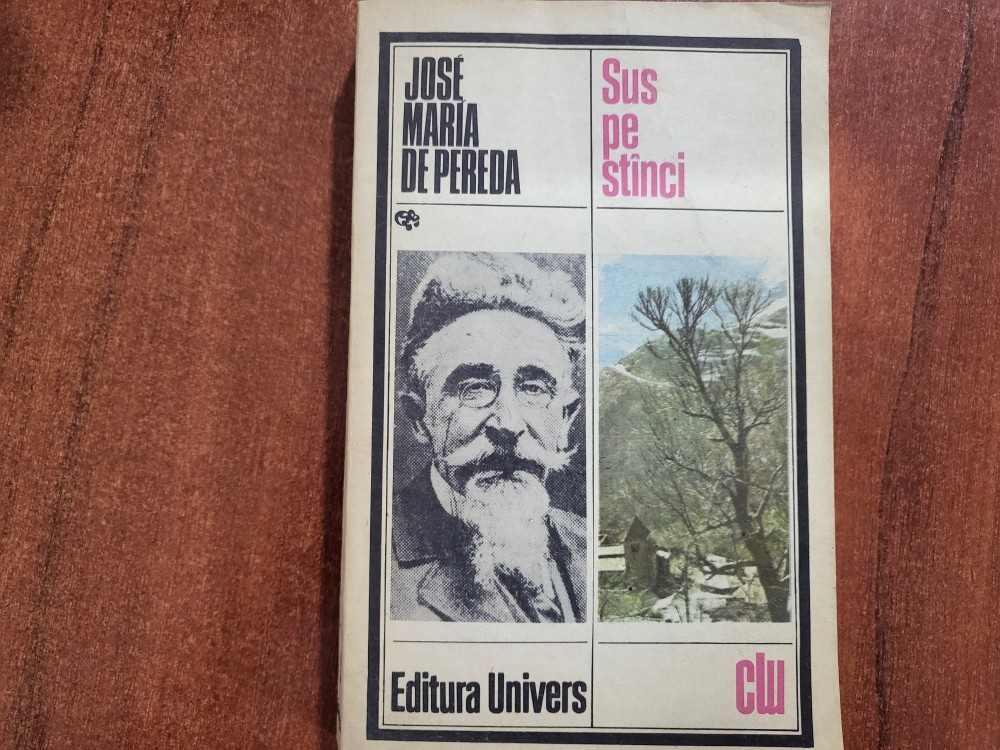 JOSÉ
MARÍA
DE PEREDA
Sus
pe
stînci
Editura Univers
clu